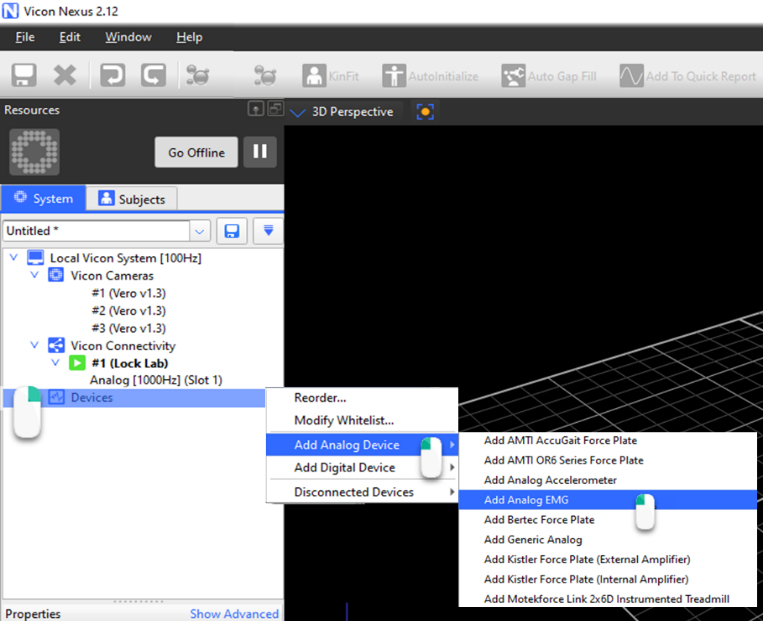 Vicon Nexus 2.12
File Edit Window Help
KinFit AutoInitialize Auto Gap Fill Add To Quick Report
Resources
3D Perspective
Go Offline
System Subjects
Untitled *
Local Vicon System [100Hz]
Vicon Cameras
#1 (Vero v1.3)
#2 (Vero v1.3)
#3 (Vero v1.3)
Vicon Connectivity
#1 (Lock Lab)
Analog [1000Hz] (Slot 1)
Devices
Reorder...
Modify Whitelist...
Add Analog Device
Add Digital Device
Disconnected Devices
Add AMTI AccuGait Force Plate
Add AMTI OR6 Series Force Plate
Add Analog Accelerometer
Add Analog EMG
Add Bertec Force Plate
Add Generic Analog
Add Kistler Force Plate (External Amplifier)
Add Kistler Force Plate (Internal Amplifier)
Add Motekforce Link 2x6D Instrumented Treadmill
Properties Show Advanced